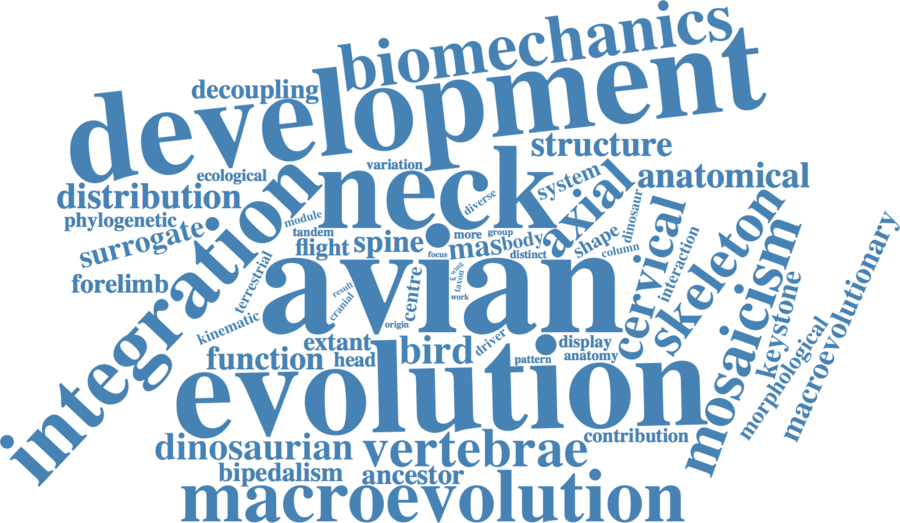 biomechanics
decoupling
development
structure
variation
ecological
neck
system
anatomical
distribution
diverse
axial
phylogenetic
module
integration
surrogate
tandem
more
group
flight
spine
mas
body
shape
dinosaur
focus
distinct
column
cervical
skeleton
interaction
forelimb
terrestrial
avian
centre
wing
taxon
work
result
cranial
origin
mosaicism
keystone
macroevolutionary
morphological
kinematic
extant
bird
driver
display
function
head
pattern
anatomy
evolution
dinosaurian
vertebrae
contribution
bipedalism
ancestor
macroevolution